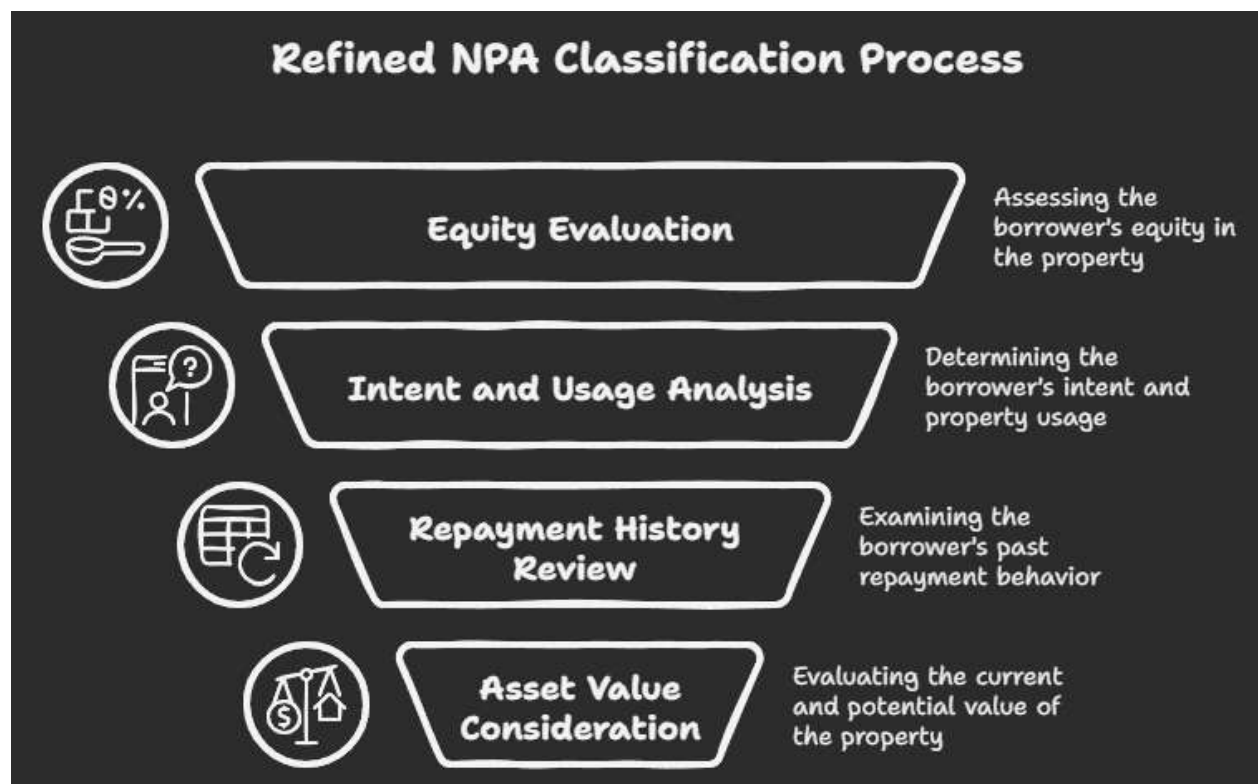 Refined NPA Classification Process
0%
Equity Evaluation
Assessing the
borrower's equity in
the property
?
Intent and Usage Analysis
Determining the
borrower's intent and
property usage
Repayment History
Review
Examining the
borrower's past
repayment behavior
$
Asset Value
Consideration
Evaluating the current
and potential value of
the property